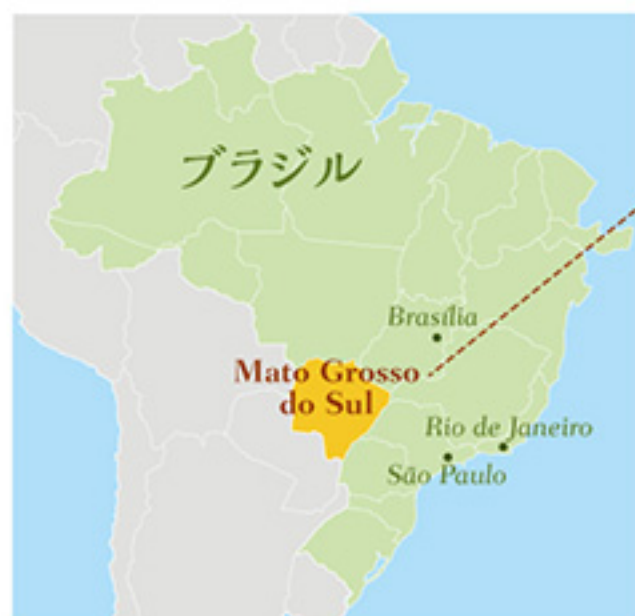 ブラジル
Brasília
Mato Grosso
do Sul
Rio de Janeiro
São Paulo